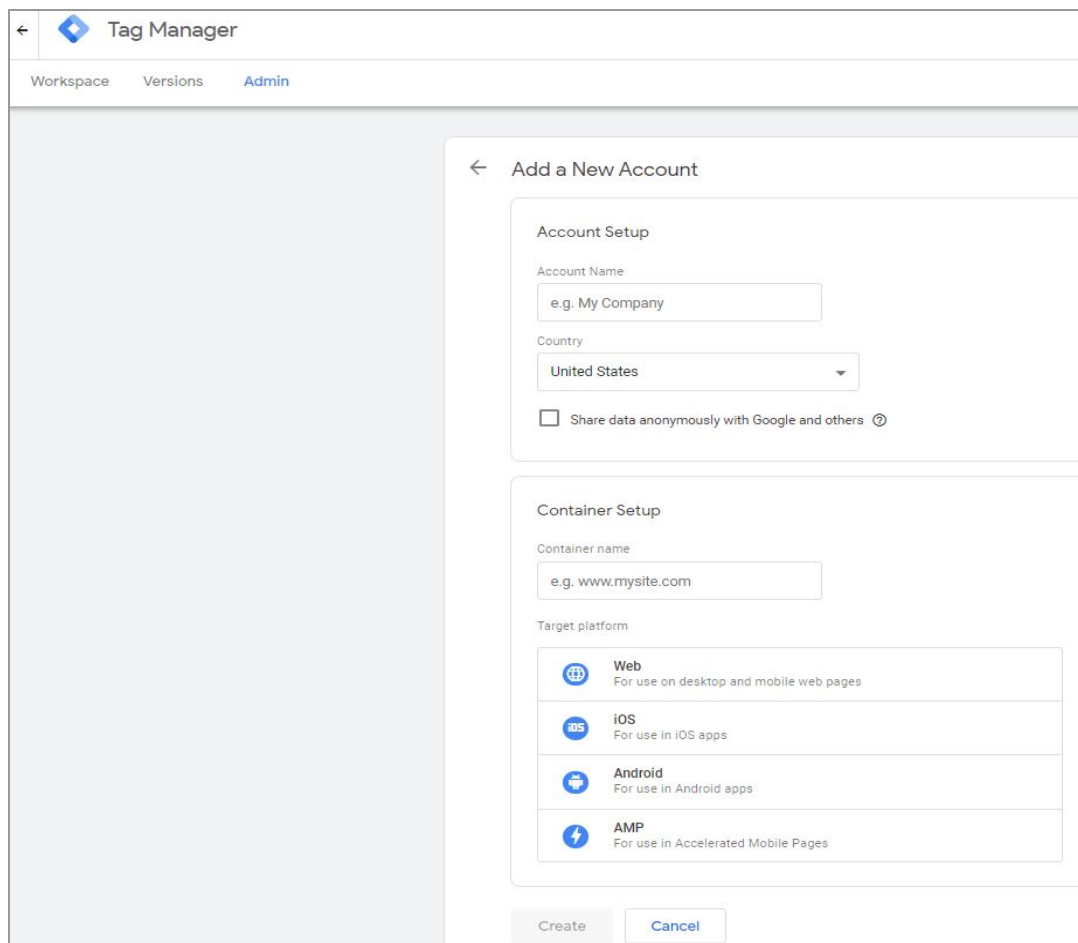 Tag Manager
Workspace Versions Admin
Add a New Account
Account Setup
Account Name
e.g. My Company
Country
United States
Share data anonymously with Google and others
Container Setup
Container name
e.g. www.mysite.com
Target platform
Web
For use on desktop and mobile web pages
iOS
iOS
For use in iOS apps
Android
For use in Android apps
AMP
For use in Accelerated Mobile Pages
Create Cancel